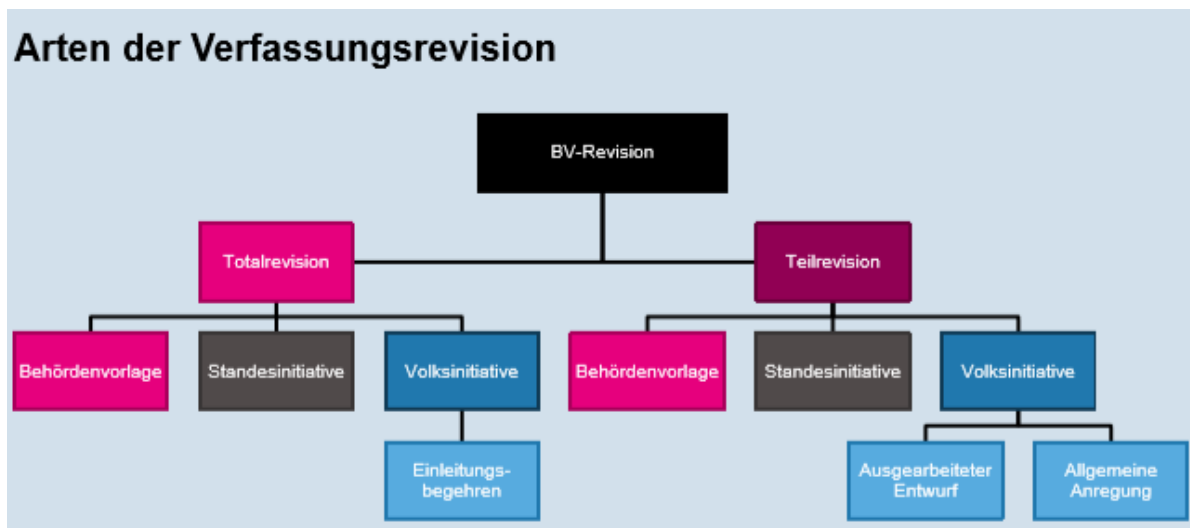 Arten der Verfassungsrevision
BV-Revision
Totalrevision
Teilrevision
Behördenvorlage
Standesinitiative
Volksinitiative
Behördenvorlage
Standesinitiative
Volksinitiative
Einleitungs-
begehren
Ausgearbeiteter
Entwurf
Allgemeine
Anregung